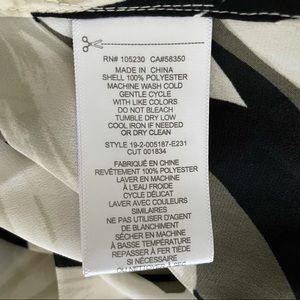 RN# 105230 CA#58350
MADE IN
CHINA
SHELL 100% POLYESTER
MACHINE WASH COLD
GENTLE CYCLE
WITH LIKE COLORS
DO NOT BLEACH
TUMBLE DRY LOW
COOL IRON IF NEEDED
OR DRY CLEAN
STYLE 19-2-005187-E231
CUT 001834
FABRIQUÉ EN CHINE
REVÊTEMENT 100% POLYESTER
LAVER EN MACHINE
À L'EAU FROIDE
CYCLE DÉLICAT
LAVER AVEC COULEURS
SIMILAIRES
NE PAS UTILISER D'AGENT
DE BLANCHIMENT
SÉCHER EN MACHINE
À BASSE TEMPÉRATURE
REPASSER À FER TIÈDE
SI NÉCESSAIRE
OU NETTOYER À SEC